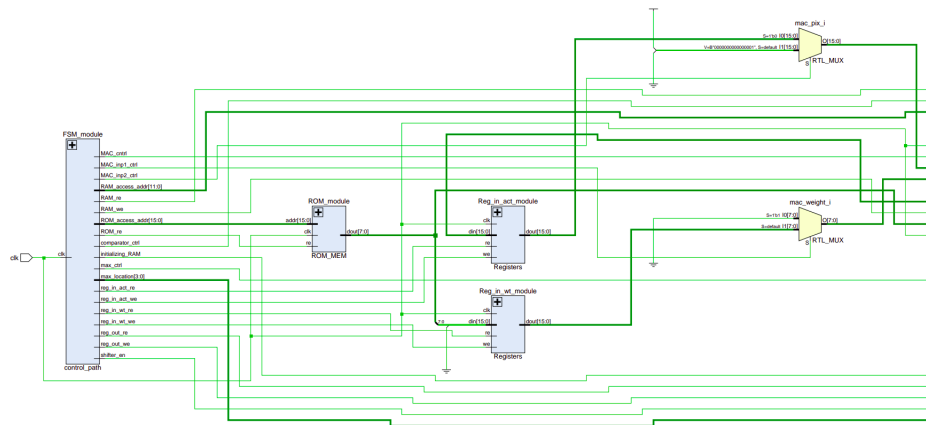 mac_pix_i
S=1'b0 I0[15:0]
V=B"0000000000000001", S=default I1[15:0]
O[15:0]
S
RTL_MUX
FSM_module
MAC_cntrl
MAC_inp1_ctrl
MAC_inp2_ctrl
RAM_access_addr[11:0]
RAM_re
RAM_we
ROM_access_addr[15:0]
ROM_re
comparator_ctrl
initializing_RAM
max_ctrl
max_location[3:0]
reg_in_act_re
reg_in_act_we
reg_in_wt_re
reg_in_wt_we
reg_out_re
reg_out_we
shifter_en
clk
clk
control_path
ROM_module
addr[15:0]
clk
re
dout[7:0]
ROM_MEM
Reg_in_act_module
clk
din[15:0]
re
we
dout[15:0]
Registers
mac_weight_i
S=1'b1 I0[7:0]
S=default I1[7:0]
O[7:0]
S
RTL_MUX
Reg_in_wt_module
clk
7:0
din[15:0]
re
we
dout[15:0]
Registers